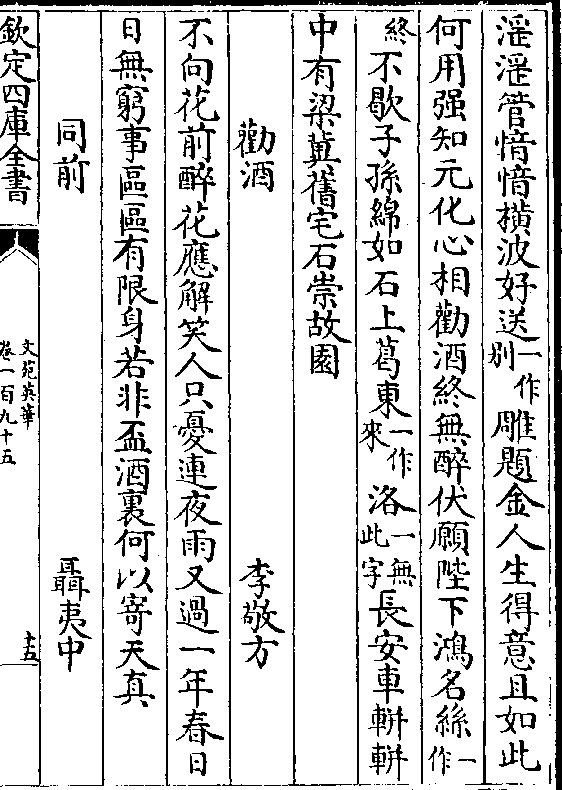 滛滛管愔愔橫波好送一作别雕題金人生得意且如此
何用强知元化心相勸酒終無醉伏願陛下鴻名絲一作
終不歇子孫綿如石上葛東一作來洛一無此字長安車軿軿
中有梁冀舊宅石崇故園
勸酒 李敬方
不向花前醉花應解笑人只憂連夜雨又過一年春日
日無窮事區區有限身若非盃酒裏何以寄天真
同前 聶夷中
欽定四庫全書
文苑英華
卷一百九十五
十五